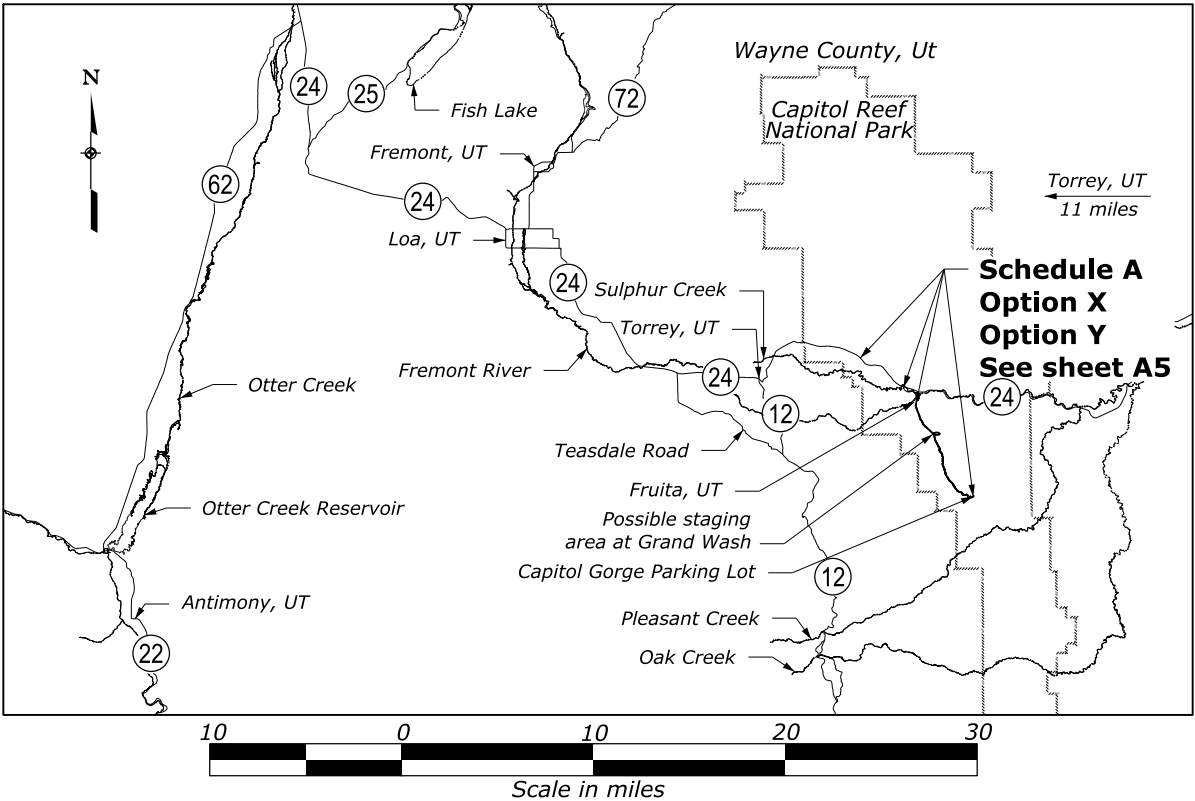 Wayne County, Ut
N
24
25
72
Fish Lake
Capitol Reef
National Park
Fremont, UT
62
24
Torrey, UT
11 miles
Loa, UT
24
Sulphur Creek
Schedule A
Option X
Option Y
See sheet A5
Torrey, UT
Fremont River
24
24
Otter Creek
12
Teasdale Road
Fruita, UT
Otter Creek Reservoir
Possible staging
area at Grand Wash
Capitol Gorge Parking Lot
12
Antimony, UT
Pleasant Creek
22
Oak Creek
10 0 10 20 30
Scale in miles